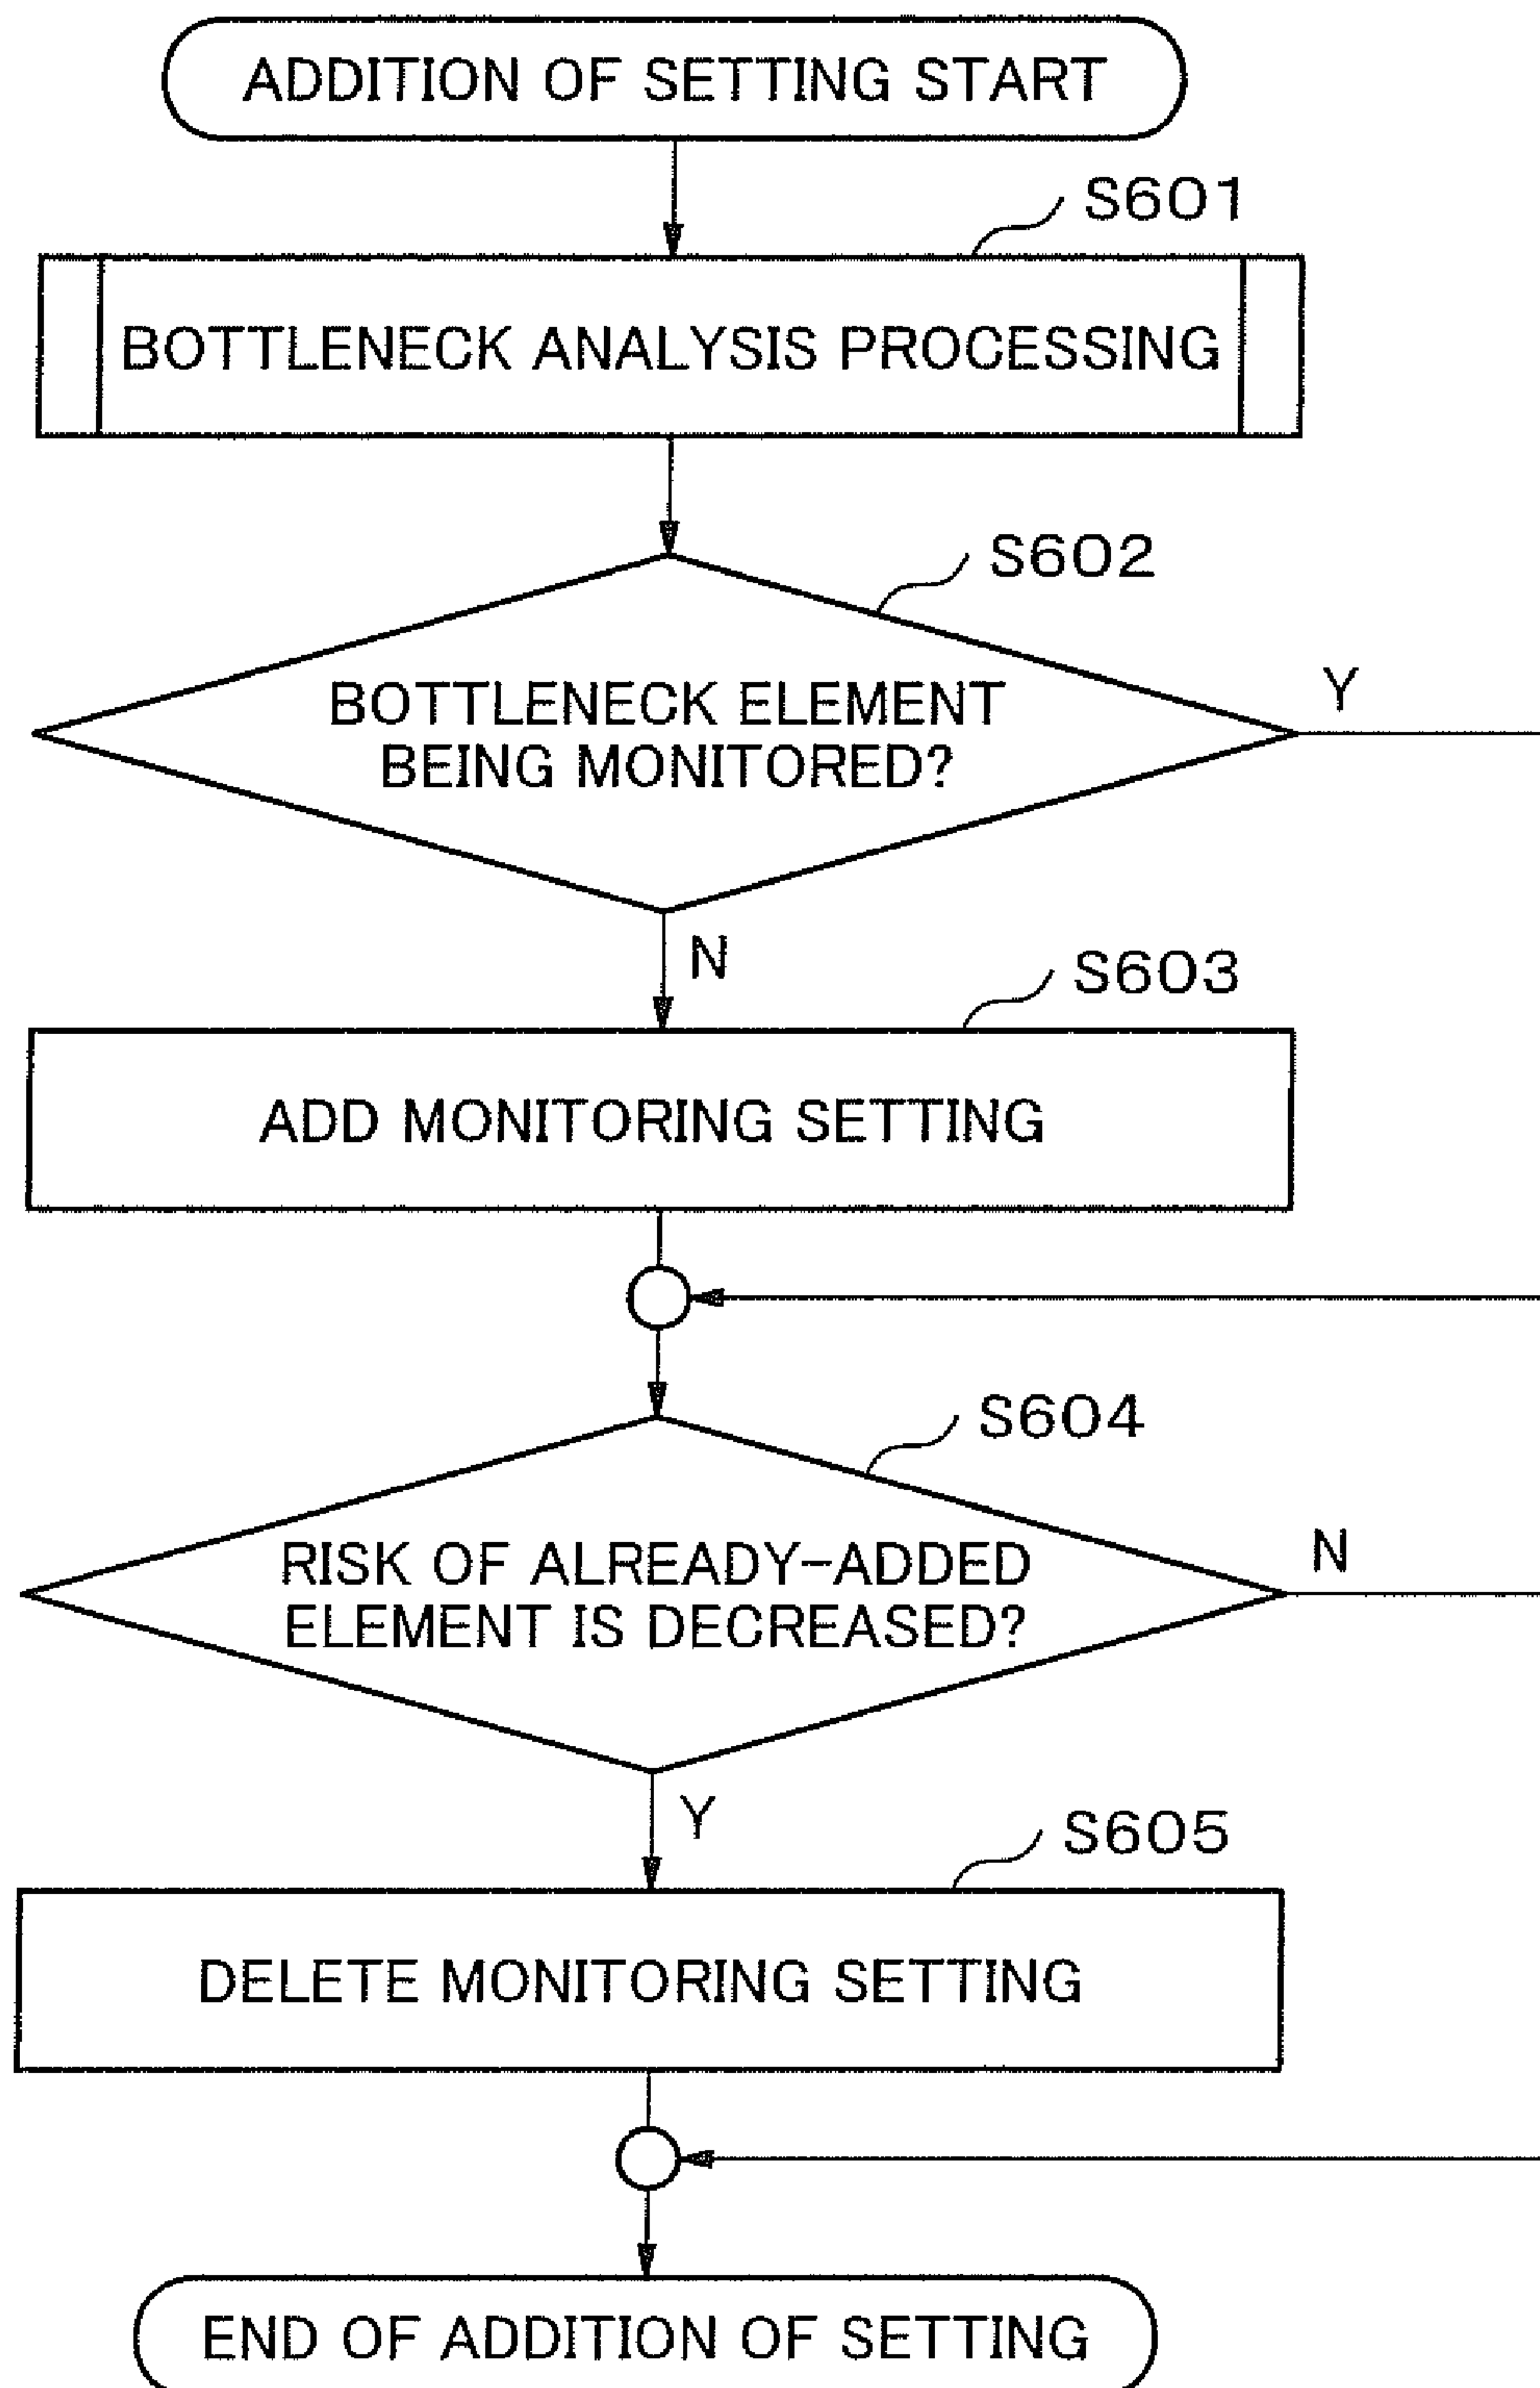 ADDITION OF SETTING START
S601
BOTTLENECK ANALYSIS PROCESSING
S602
BOTTLENECK ELEMENT
BEING MONITORED?
Y
N
S603
ADD MONITORING SETTING
S604
RISK OF ALREADY-ADDED
ELEMENT IS DECREASED?
N
Y
S605
DELETE MONITORING SETTING
END OF ADDITION OF SETTING